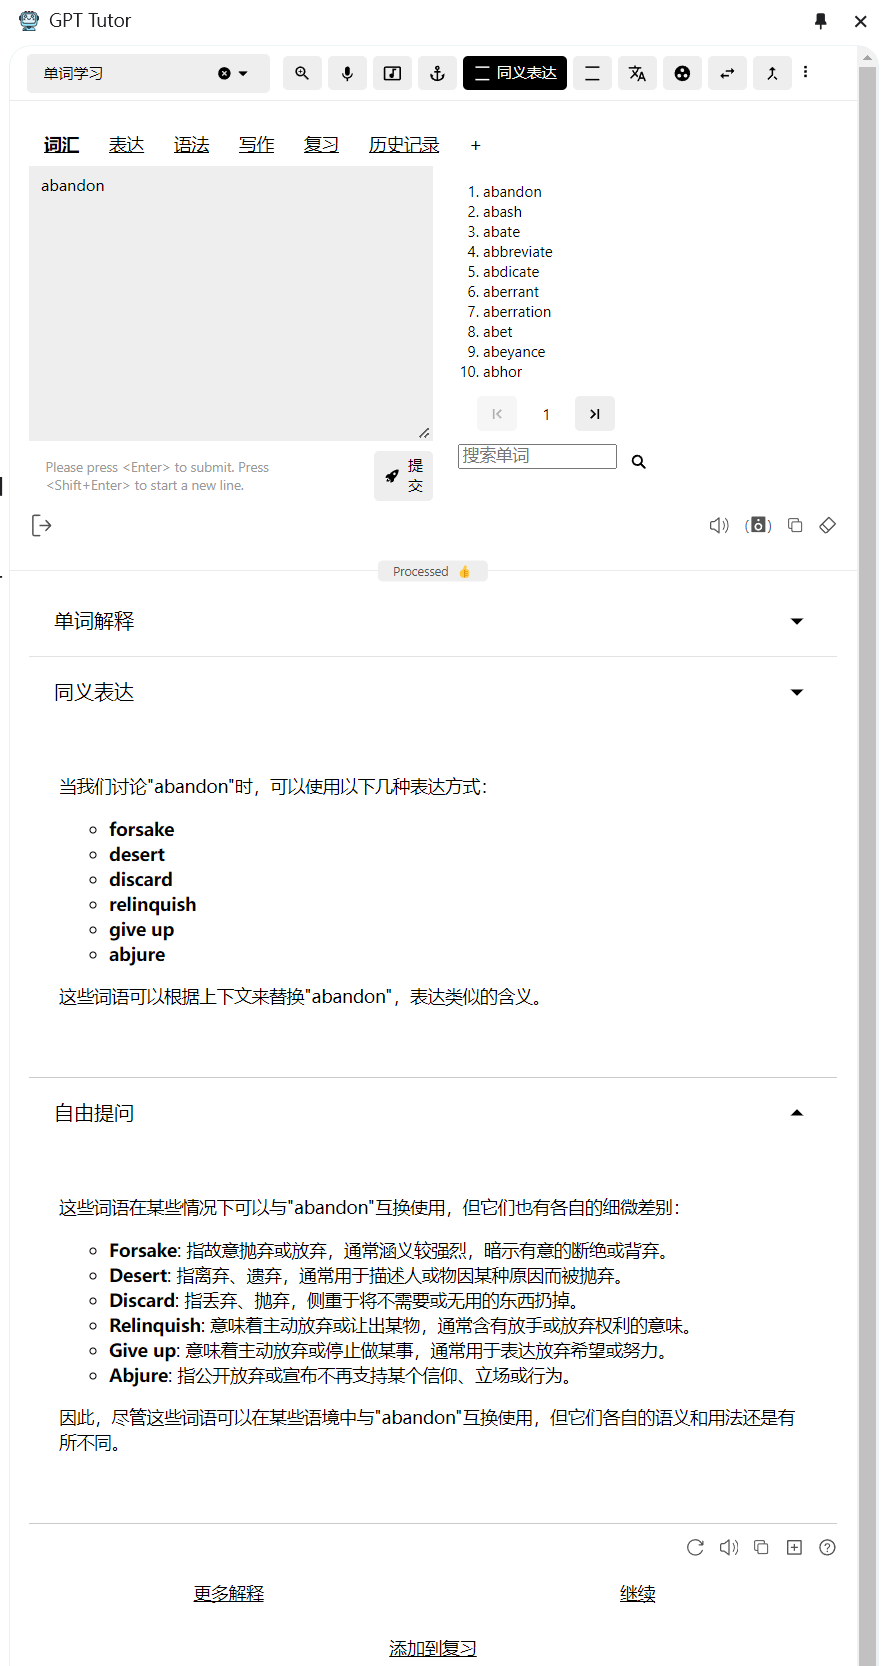 GPT Tutor
单词学习
同义表达
词汇 表达 语法 写作 复习 历史记录 +
abandon
1. abandon
2. abash
3. abate
4. abbreviate
5. abdicate
6. aberrant
7. aberration
8. abet
9. abeyance
10. abhor
1
搜索单词
Please press <Enter> to submit. Press
<Shift+Enter> to start a new line.
提
交
Processed 👍
单词解释
同义表达
当我们讨论"abandon"时，可以使用以下几种表达方式：
forsake
desert
discard
relinquish
give up
abjure
这些词语可以根据上下文来替换"abandon"，表达类似的含义。
自由提问
这些词语在某些情况下可以与"abandon"互换使用，但它们也有各自的细微差别：
Forsake: 指故意抛弃或放弃，通常涵义较强烈，暗示有意的断绝或背弃。
Desert: 指离弃、遗弃，通常用于描述人或物因某种原因而被抛弃。
Discard: 指丢弃、抛弃，侧重于将不需要或无用的东西扔掉。
Relinquish: 意味着主动放弃或让出某物，通常含有放手或放弃权利的意味。
Give up: 意味着主动放弃或停止做某事，通常用于表达放弃希望或努力。
Abjure: 指公开放弃或宣布不再支持某个信仰、立场或行为。
因此，尽管这些词语可以在某些语境中与"abandon"互换使用，但它们各自的语义和用法还是有
所不同。
更多解释 继续
添加到复习